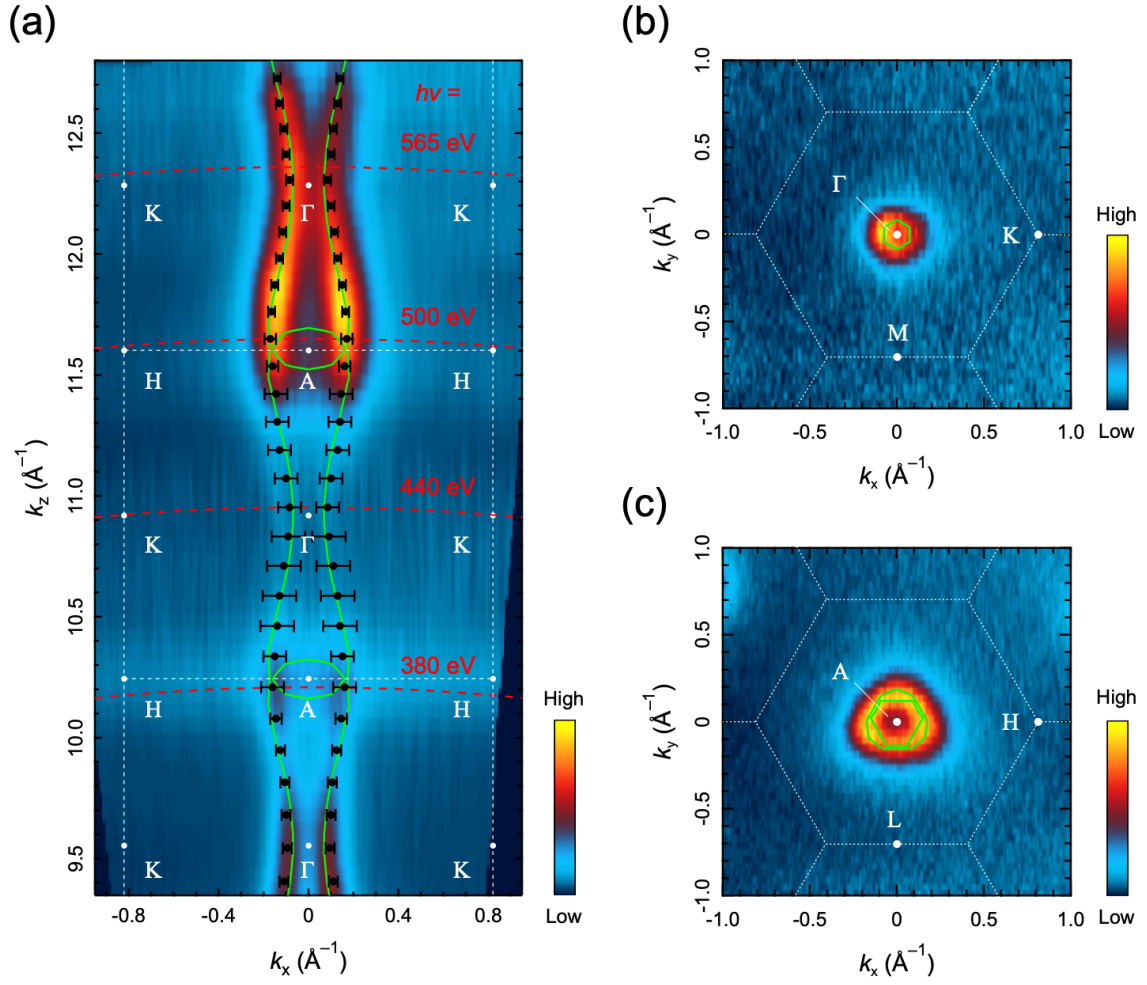 (a)
hν =
565 eV
Γ
K
K
500 eV
H
A
H
440 eV
K
Γ
K
380 eV
H
A
H
K
Γ
K
12.5
12.0
11.5
11.0
10.5
10.0
9.5
kz (Å−1)
-0.8
-0.4
0
0.4
0.8
kx (Å−1)
High
Low
(b)
1.0
0.5
0
-0.5
-1.0
ky (Å−1)
Γ
K
M
-1.0
-0.5
0
0.5
1.0
kx (Å−1)
High
Low
(c)
1.0
0.5
0
-0.5
-1.0
ky (Å−1)
A
H
L
-1.0
-0.5
0
0.5
1.0
kx (Å−1)
High
Low